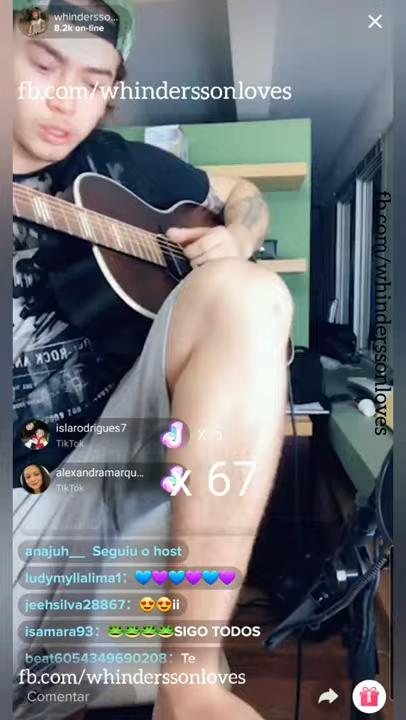 whindersso...
8.2k on-line
fb.com/whinderssonloves
fb.com/whinderssonloves
islarodrigues7
TikTok
x 5
alexandramarqu...
TikTok
x 67
anajuh__ Seguiu o host
ludymyllalima1: 💙💜💙💜💙💜
jeehsilva28867: 😍😍ii
isamara93: 🐸🐸🐸🐸SIGO TODOS
beat6054349690208: Te
fb.com/whinderssonloves
Comentar